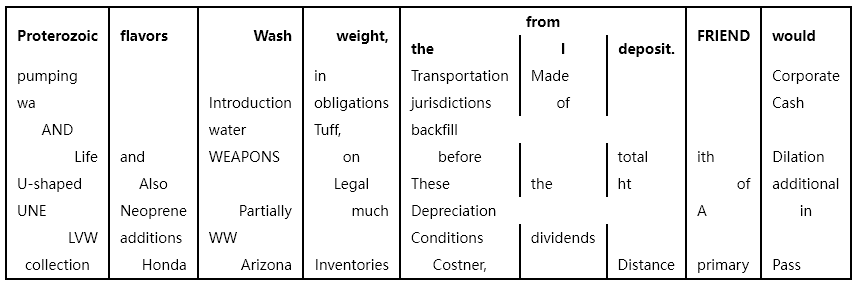 from
Proterozoic flavors Wash weight, the I deposit. FRIEND would
pumping in Transportation Made Corporate
wa Introduction obligations jurisdictions of Cash
AND water Tuff, backfill
Life and WEAPONS on before total ith Dilation
U-shaped Also Legal These the ht of additional
UNE Neoprene Partially much Depreciation A in
LVW additions WW Conditions dividends
collection Honda Arizona Inventories Costner, Distance primary Pass